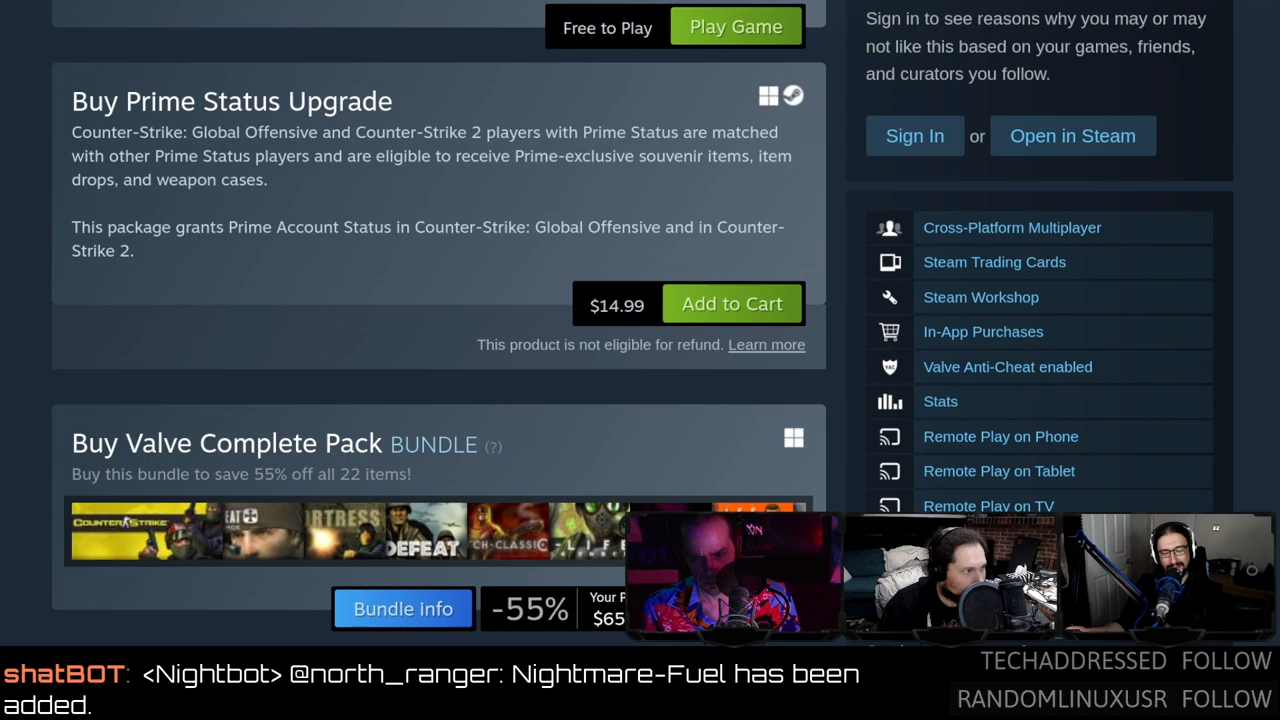 Free to Play
Play Game
Buy Prime Status Upgrade
Counter-Strike: Global Offensive and Counter-Strike 2 players with Prime Status are matched
with other Prime Status players and are eligible to receive Prime-exclusive souvenir items, item
drops, and weapon cases.
This package grants Prime Account Status in Counter-Strike: Global Offensive and in Counter-
Strike 2.
$14.99
Add to Cart
This product is not eligible for refund. Learn more
Buy Valve Complete Pack BUNDLE (?)
Buy this bundle to save 55% off all 22 items!
COUNTER STRIKE
RTRESS
DEFEAT
CH-CLASSIC
-LIFE
Bundle info
-55%
Your P
$65
Sign in to see reasons why you may or may
not like this based on your games, friends,
and curators you follow.
Sign In or Open in Steam
Cross-Platform Multiplayer
Steam Trading Cards
Steam Workshop
In-App Purchases
Valve Anti-Cheat enabled
Stats
Remote Play on Phone
Remote Play on Tablet
Remote Play on TV
shatBOT: <Nightbot> @north_ranger: Nightmare-Fuel has been
added.
TECHADDRESSED FOLLOW
RANDOMLINUXUSR FOLLOW